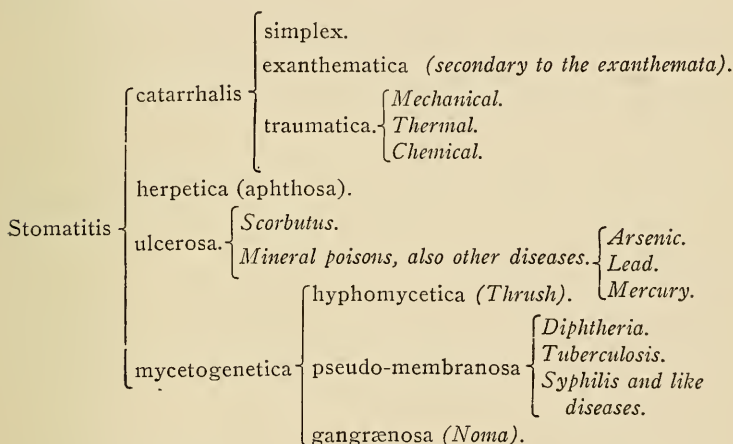 simplex.
exanthematica (secondary to the exanthemata).
catarrhalis
Mechanical.
traumatica.
Thermal.
Chemical.
herpetica (aphthosa).
Stomatitis
Scorbutus.
ulcerosa.
Mineral poisons, also other diseases.
Arsenic.
Lead.
Mercury.
hyphomycetica (Thrush).
mycetogenetica
pseudo-membranosa
Diphtheria.
Tuberculosis.
Syphilis and like
diseases.
gangrænosa (Noma).